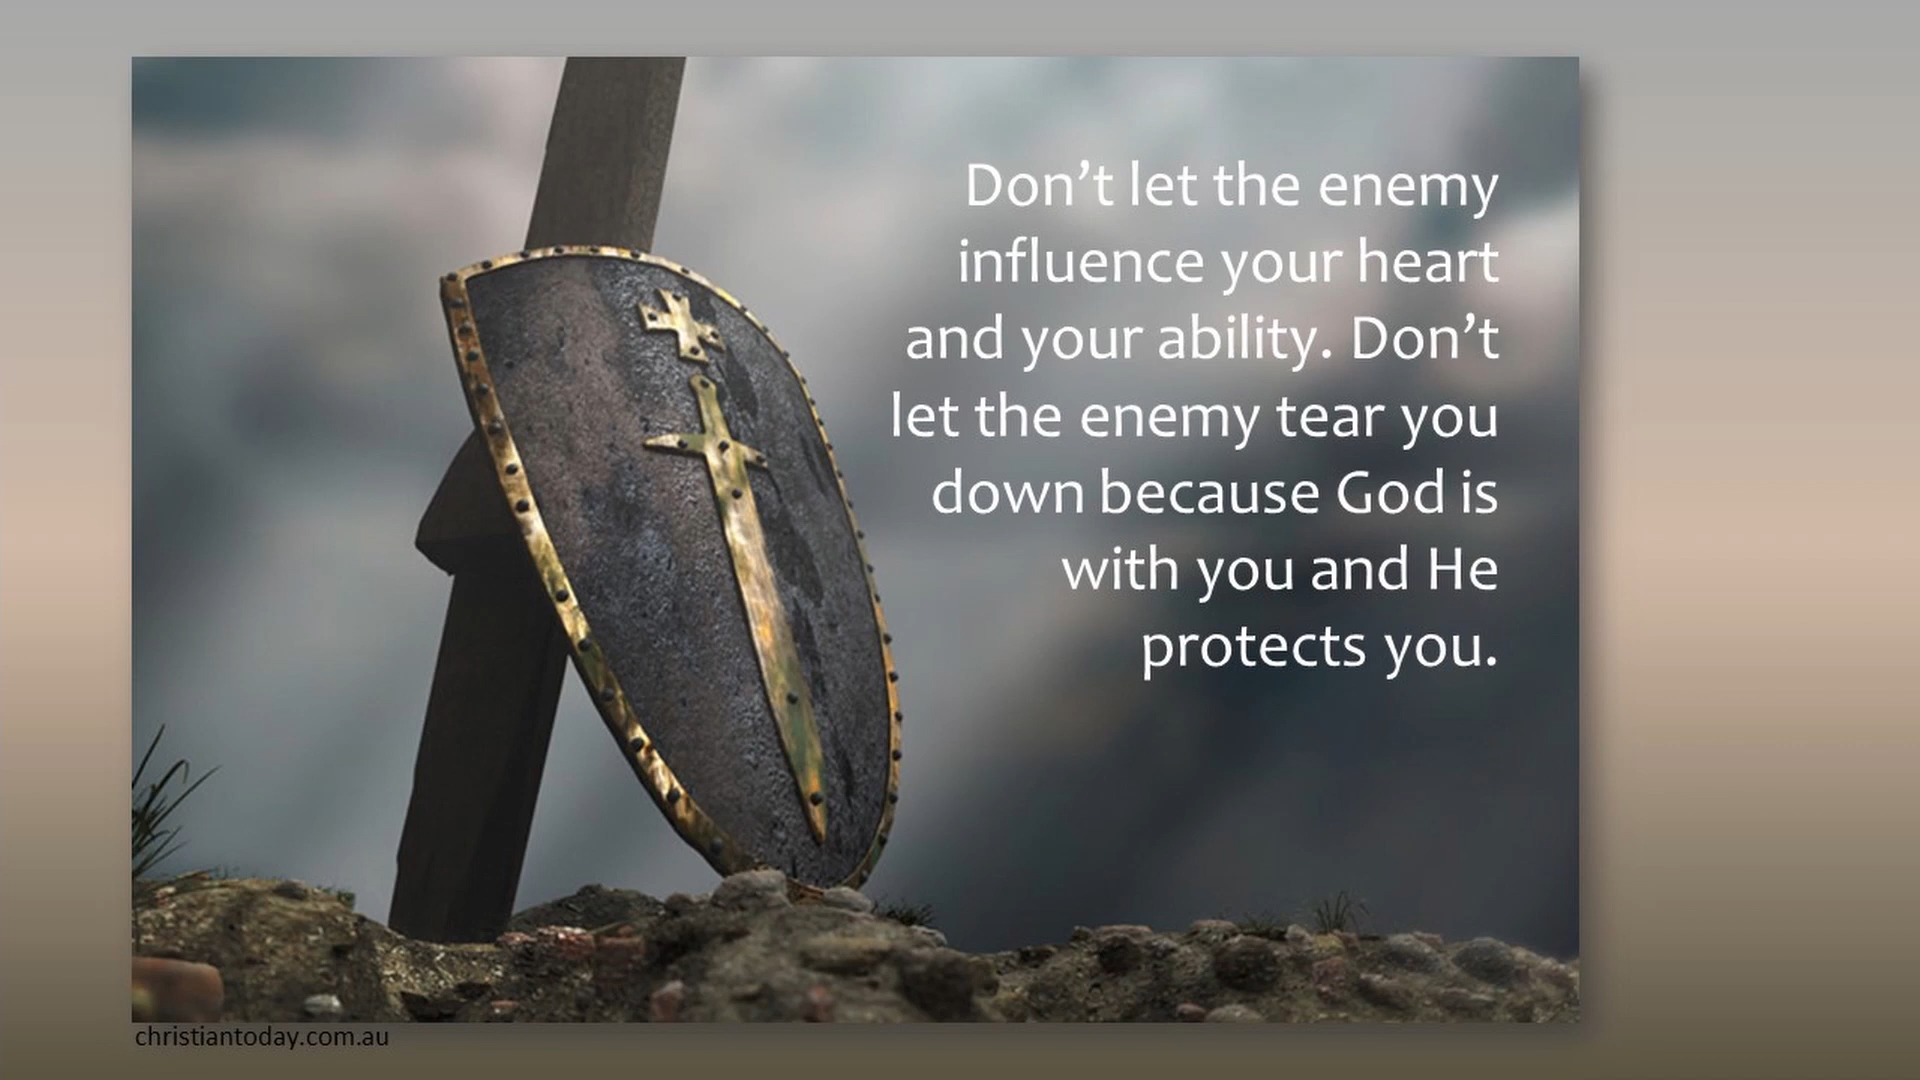 Don’t let the enemy
influence your heart
and your ability. Don’t
let the enemy tear you
down because God is
with you and He
protects you.
christiantoday.com.au